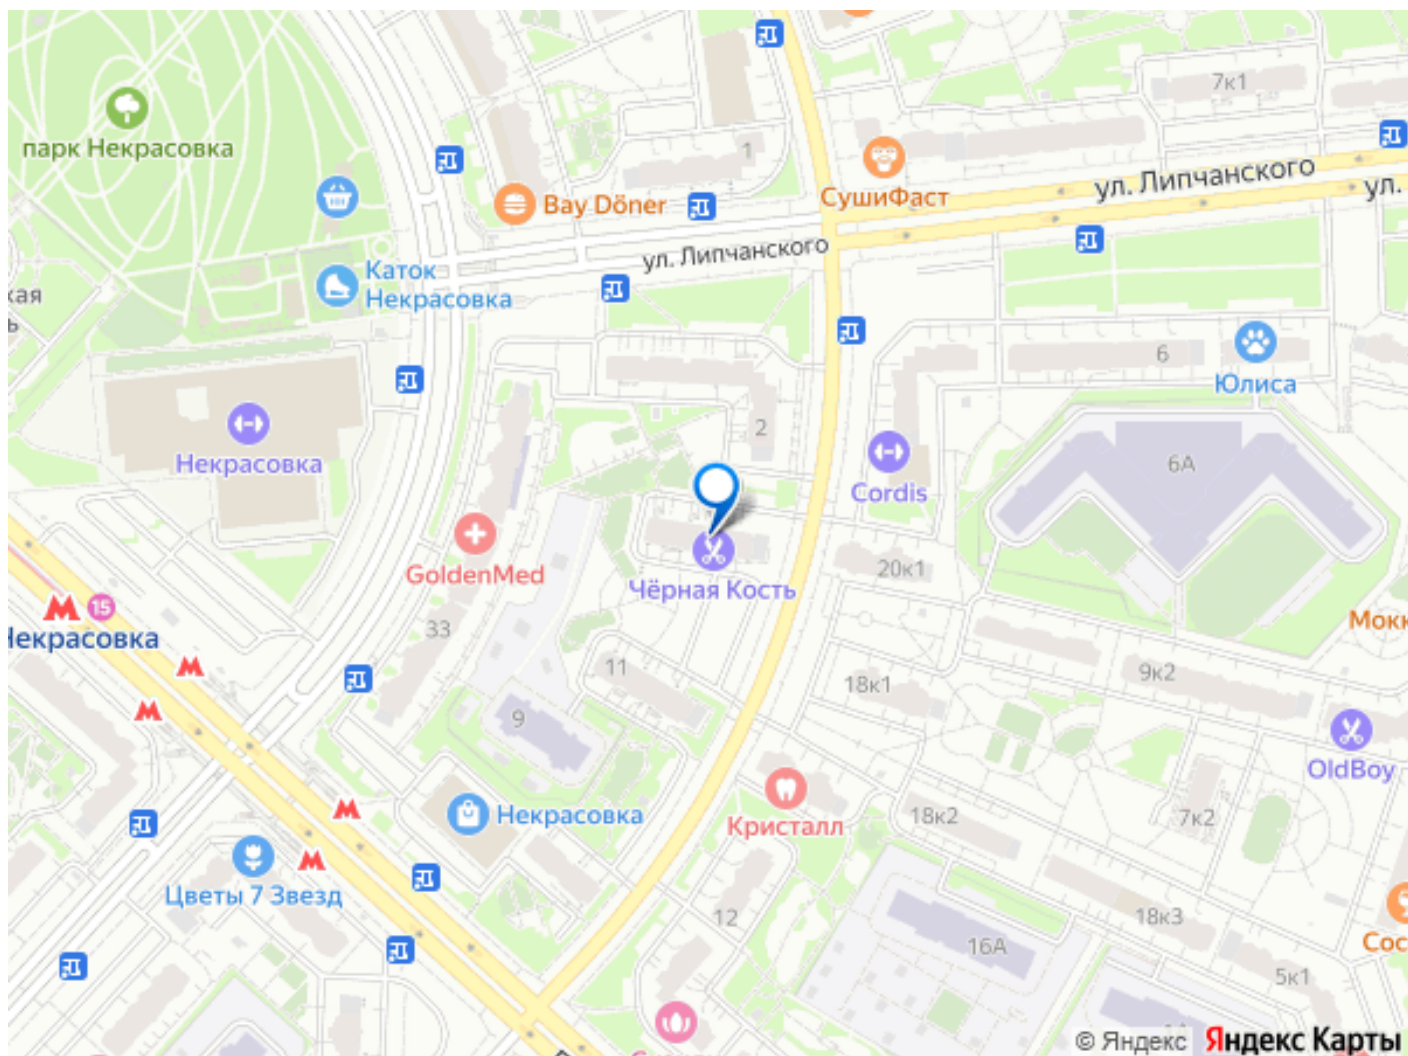 7к1
парк Некрасовка
1
СушиФаст
ул. Липчанского
ул.
Bay Döner
ул. Липчанского
Каток
Некрасовка
6
Юлиса
2
Некрасовка
Cordis
6А
GoldenMed
Чёрная Кость
20к1
15
Некрасовка
33
11
18к1
9к2
Мокк
9
OldBoy
Некрасовка
Кристалл
18к2
7к2
Цветы 7 Звезд
12
18к3
16А
Сос
5к1
© Яндекс Яндекс Карты